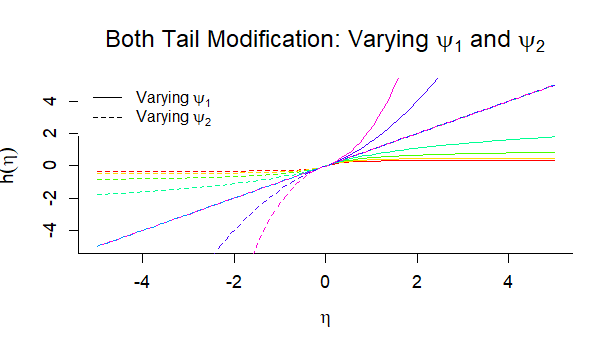 Both Tail Modification: Varying ψ1 and ψ2
Varying ψ1
Varying ψ2
h(η)
4
2
0
-2
-4
-4 -2 0 2 4
η